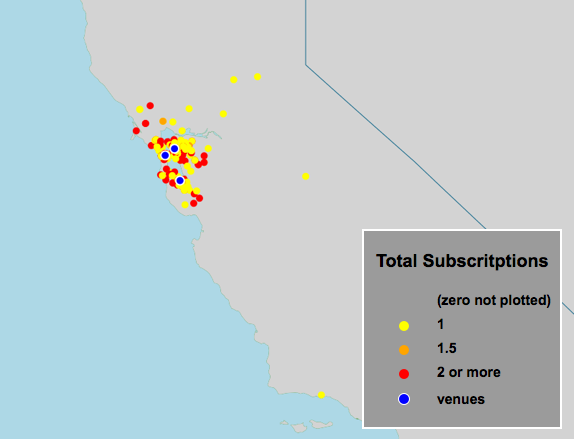 Total Subscritptions
(zero not plotted)
1
1.5
2 or more
venues